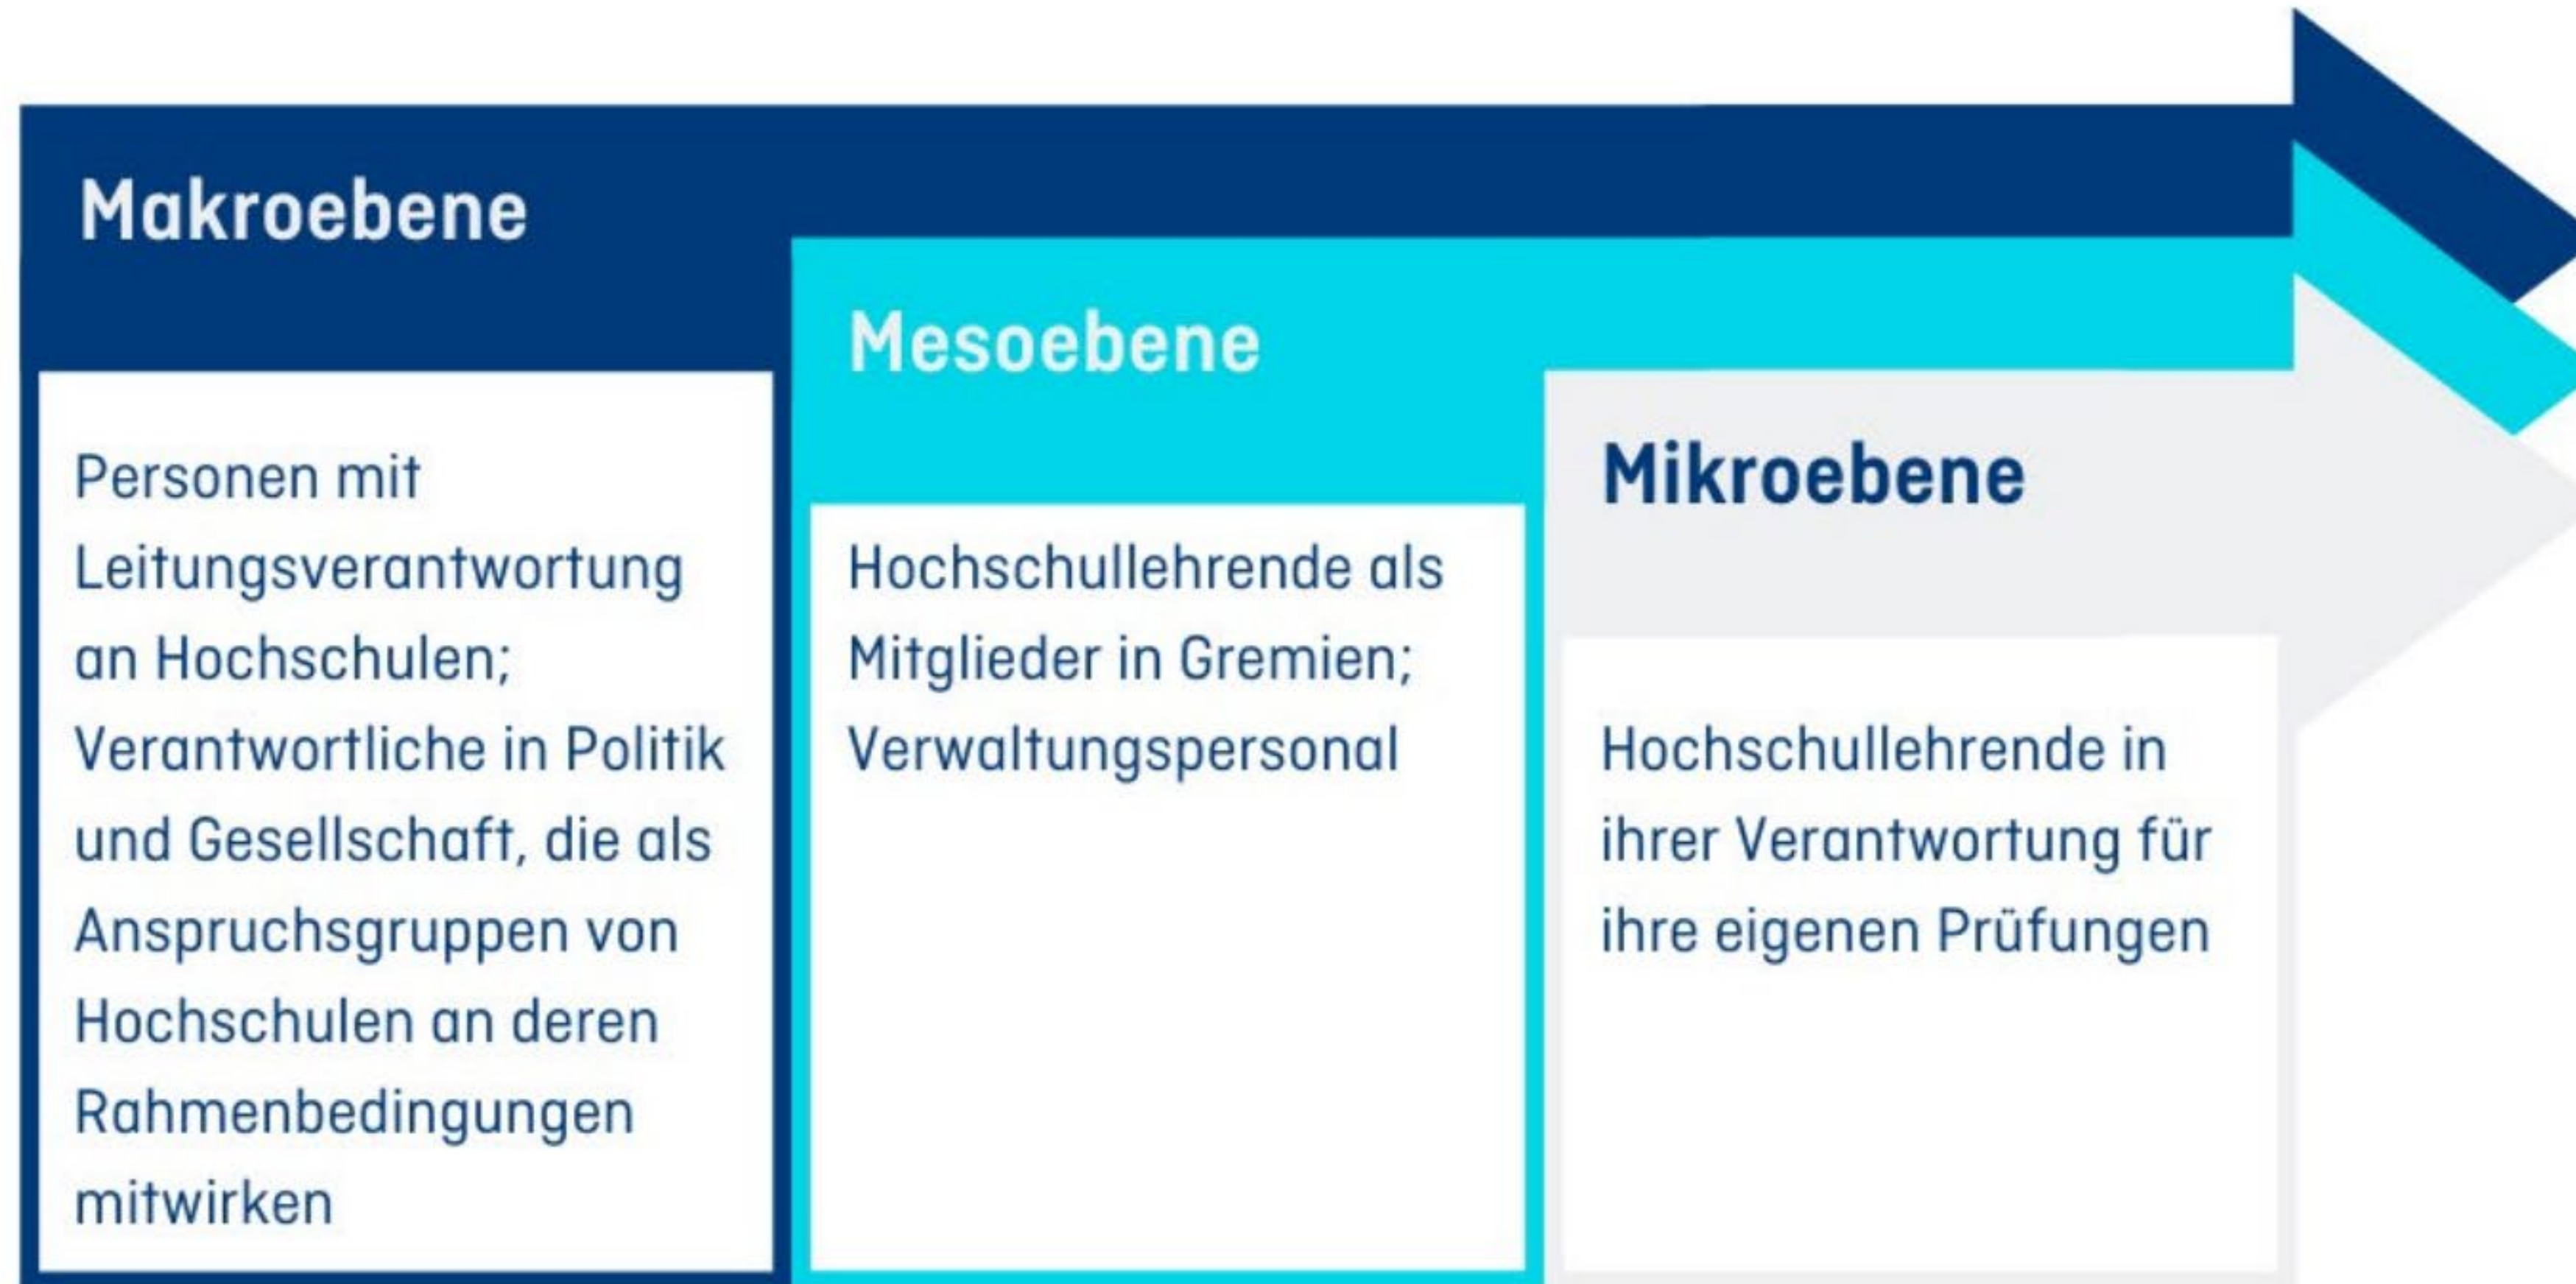 Makroebene
Personen mit
Leitungsverantwortung
an Hochschulen;
Verantwortliche in Politik
und Gesellschaft, die als
Anspruchsgruppen von
Hochschulen an deren
Rahmenbedingungen
mitwirken
Mesoebene
Hochschullehrende als
Mitglieder in Gremien;
Verwaltungspersonal
Mikroebene
Hochschullehrende in
ihrer Verantwortung für
ihre eigenen Prüfungen